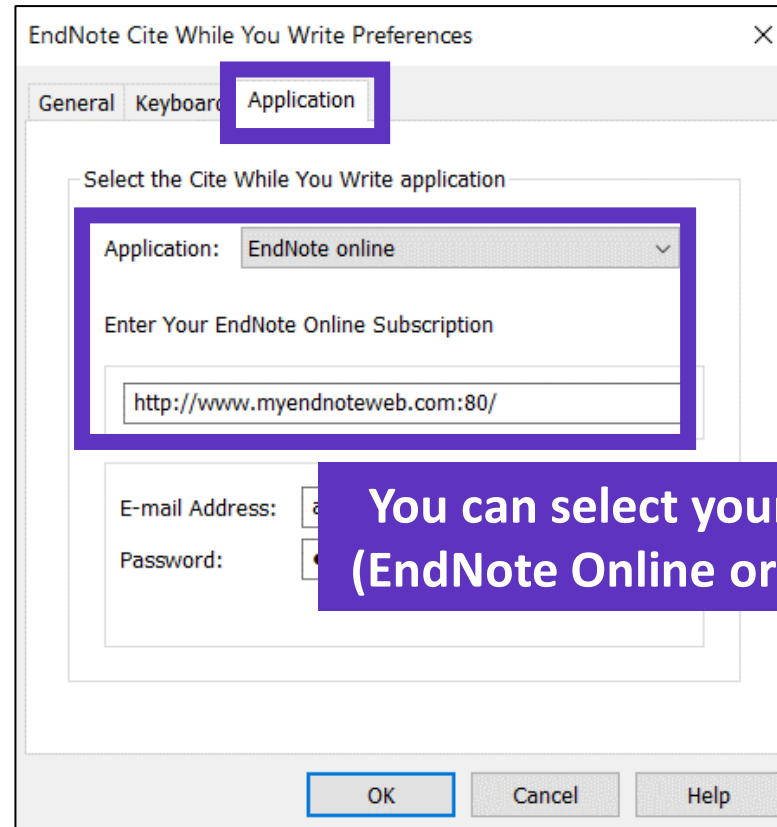 EndNote Cite While You Write Preferences
General Keyboard Application
Select the Cite While You Write application
Application: EndNote online
Enter Your EndNote Online Subscription
http://www.myendnoteweb.com:80/
E-mail Address: a
Password:
You can select your
(EndNote Online or
OK Cancel Help